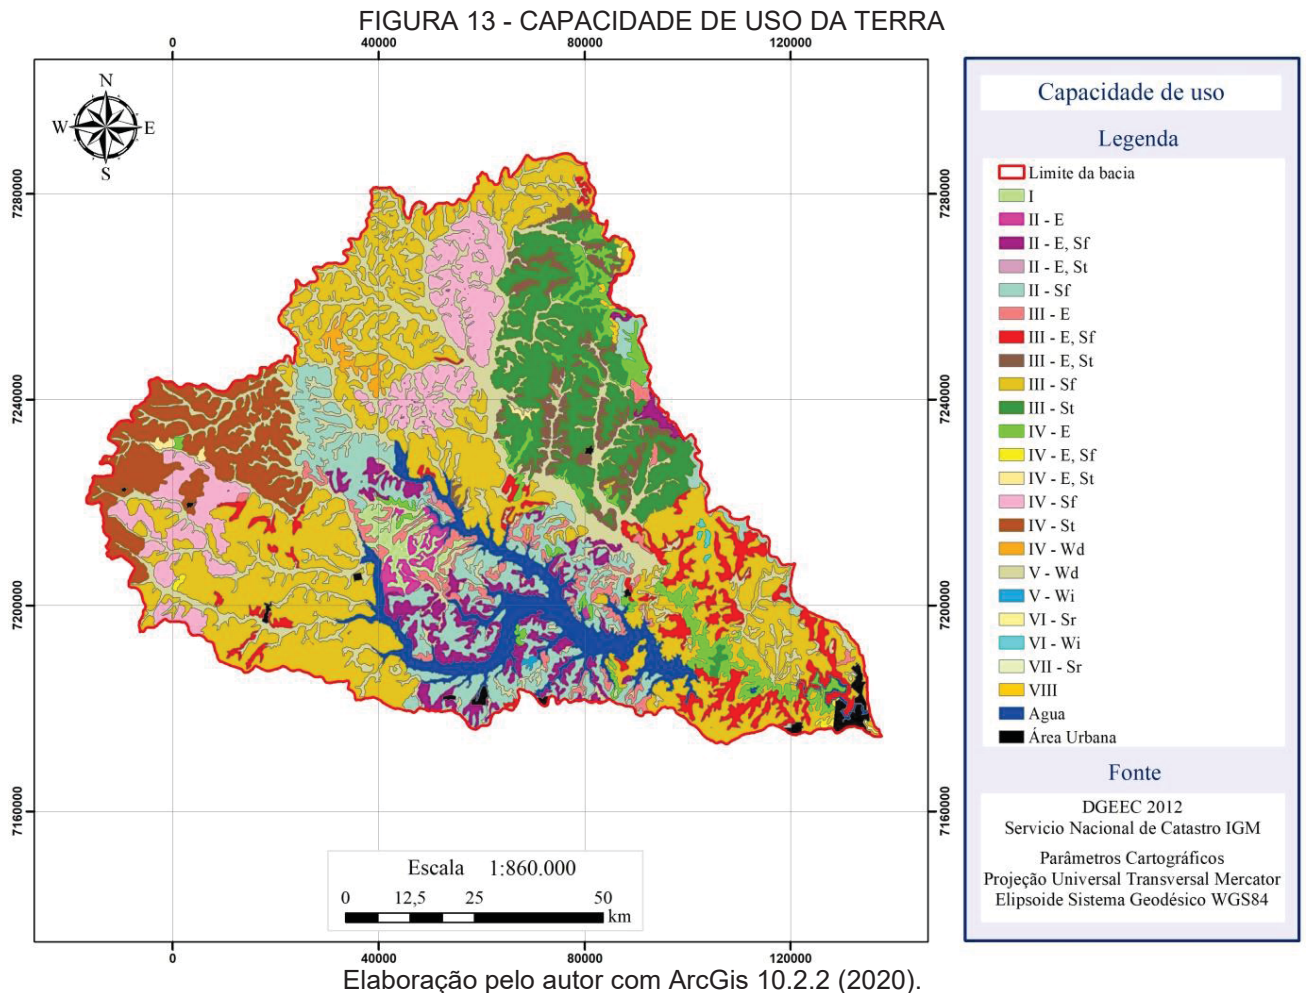 FIGURA 13 - CAPACIDADE DE USO DA TERRA
0 40000 80000 120000
N
W E
S
7280000 7280000
7240000 7240000
7200000 7200000
7160000 7160000
Escala 1:860.000
0 12,5 25 50
km
0 40000 80000 120000
Capacidade de uso
Legenda
Limite da bacia
I
II - E
II - E, Sf
II - E, St
II - Sf
III - E
III - E, Sf
III - E, St
III - Sf
III - St
IV - E
IV - E, Sf
IV - E, St
IV - Sf
IV - St
IV - Wd
V - Wd
V - Wi
VI - Sr
VI - Wi
VII - Sr
VIII
Agua
Área Urbana
Fonte
DGEEC 2012
Servicio Nacional de Catastro IGM
Parâmetros Cartográficos
Projeção Universal Transversal Mercator
Elipsoide Sistema Geodésico WGS84
Elaboração pelo autor com ArcGis 10.2.2 (2020).